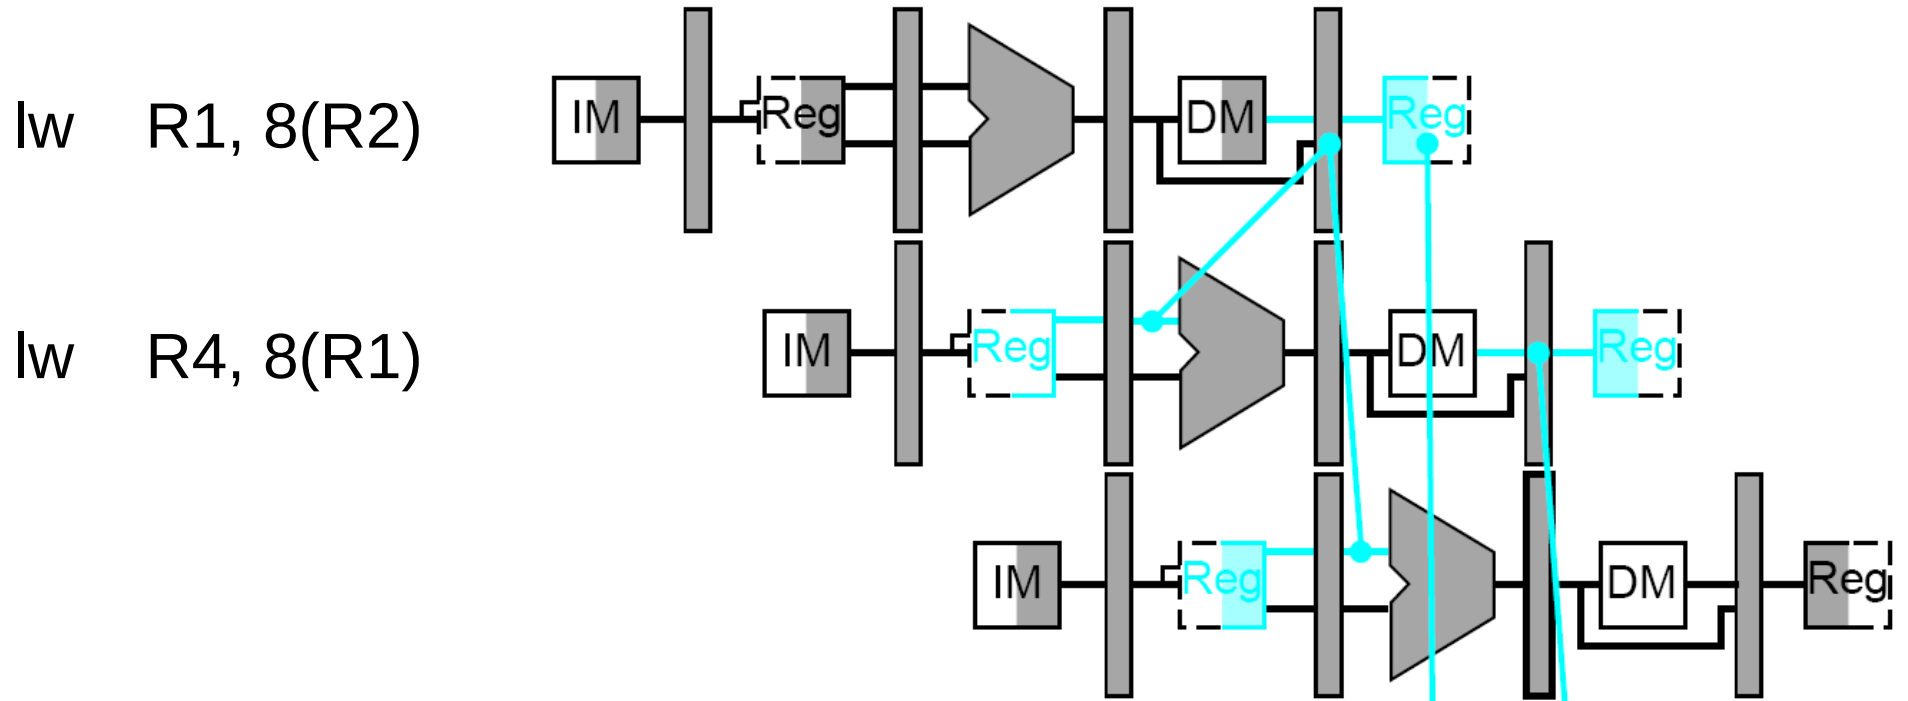 lw R1, 8(R2) IM Reg DM Reg
lw R4, 8(R1) IM Reg DM Reg
IM Reg DM Reg